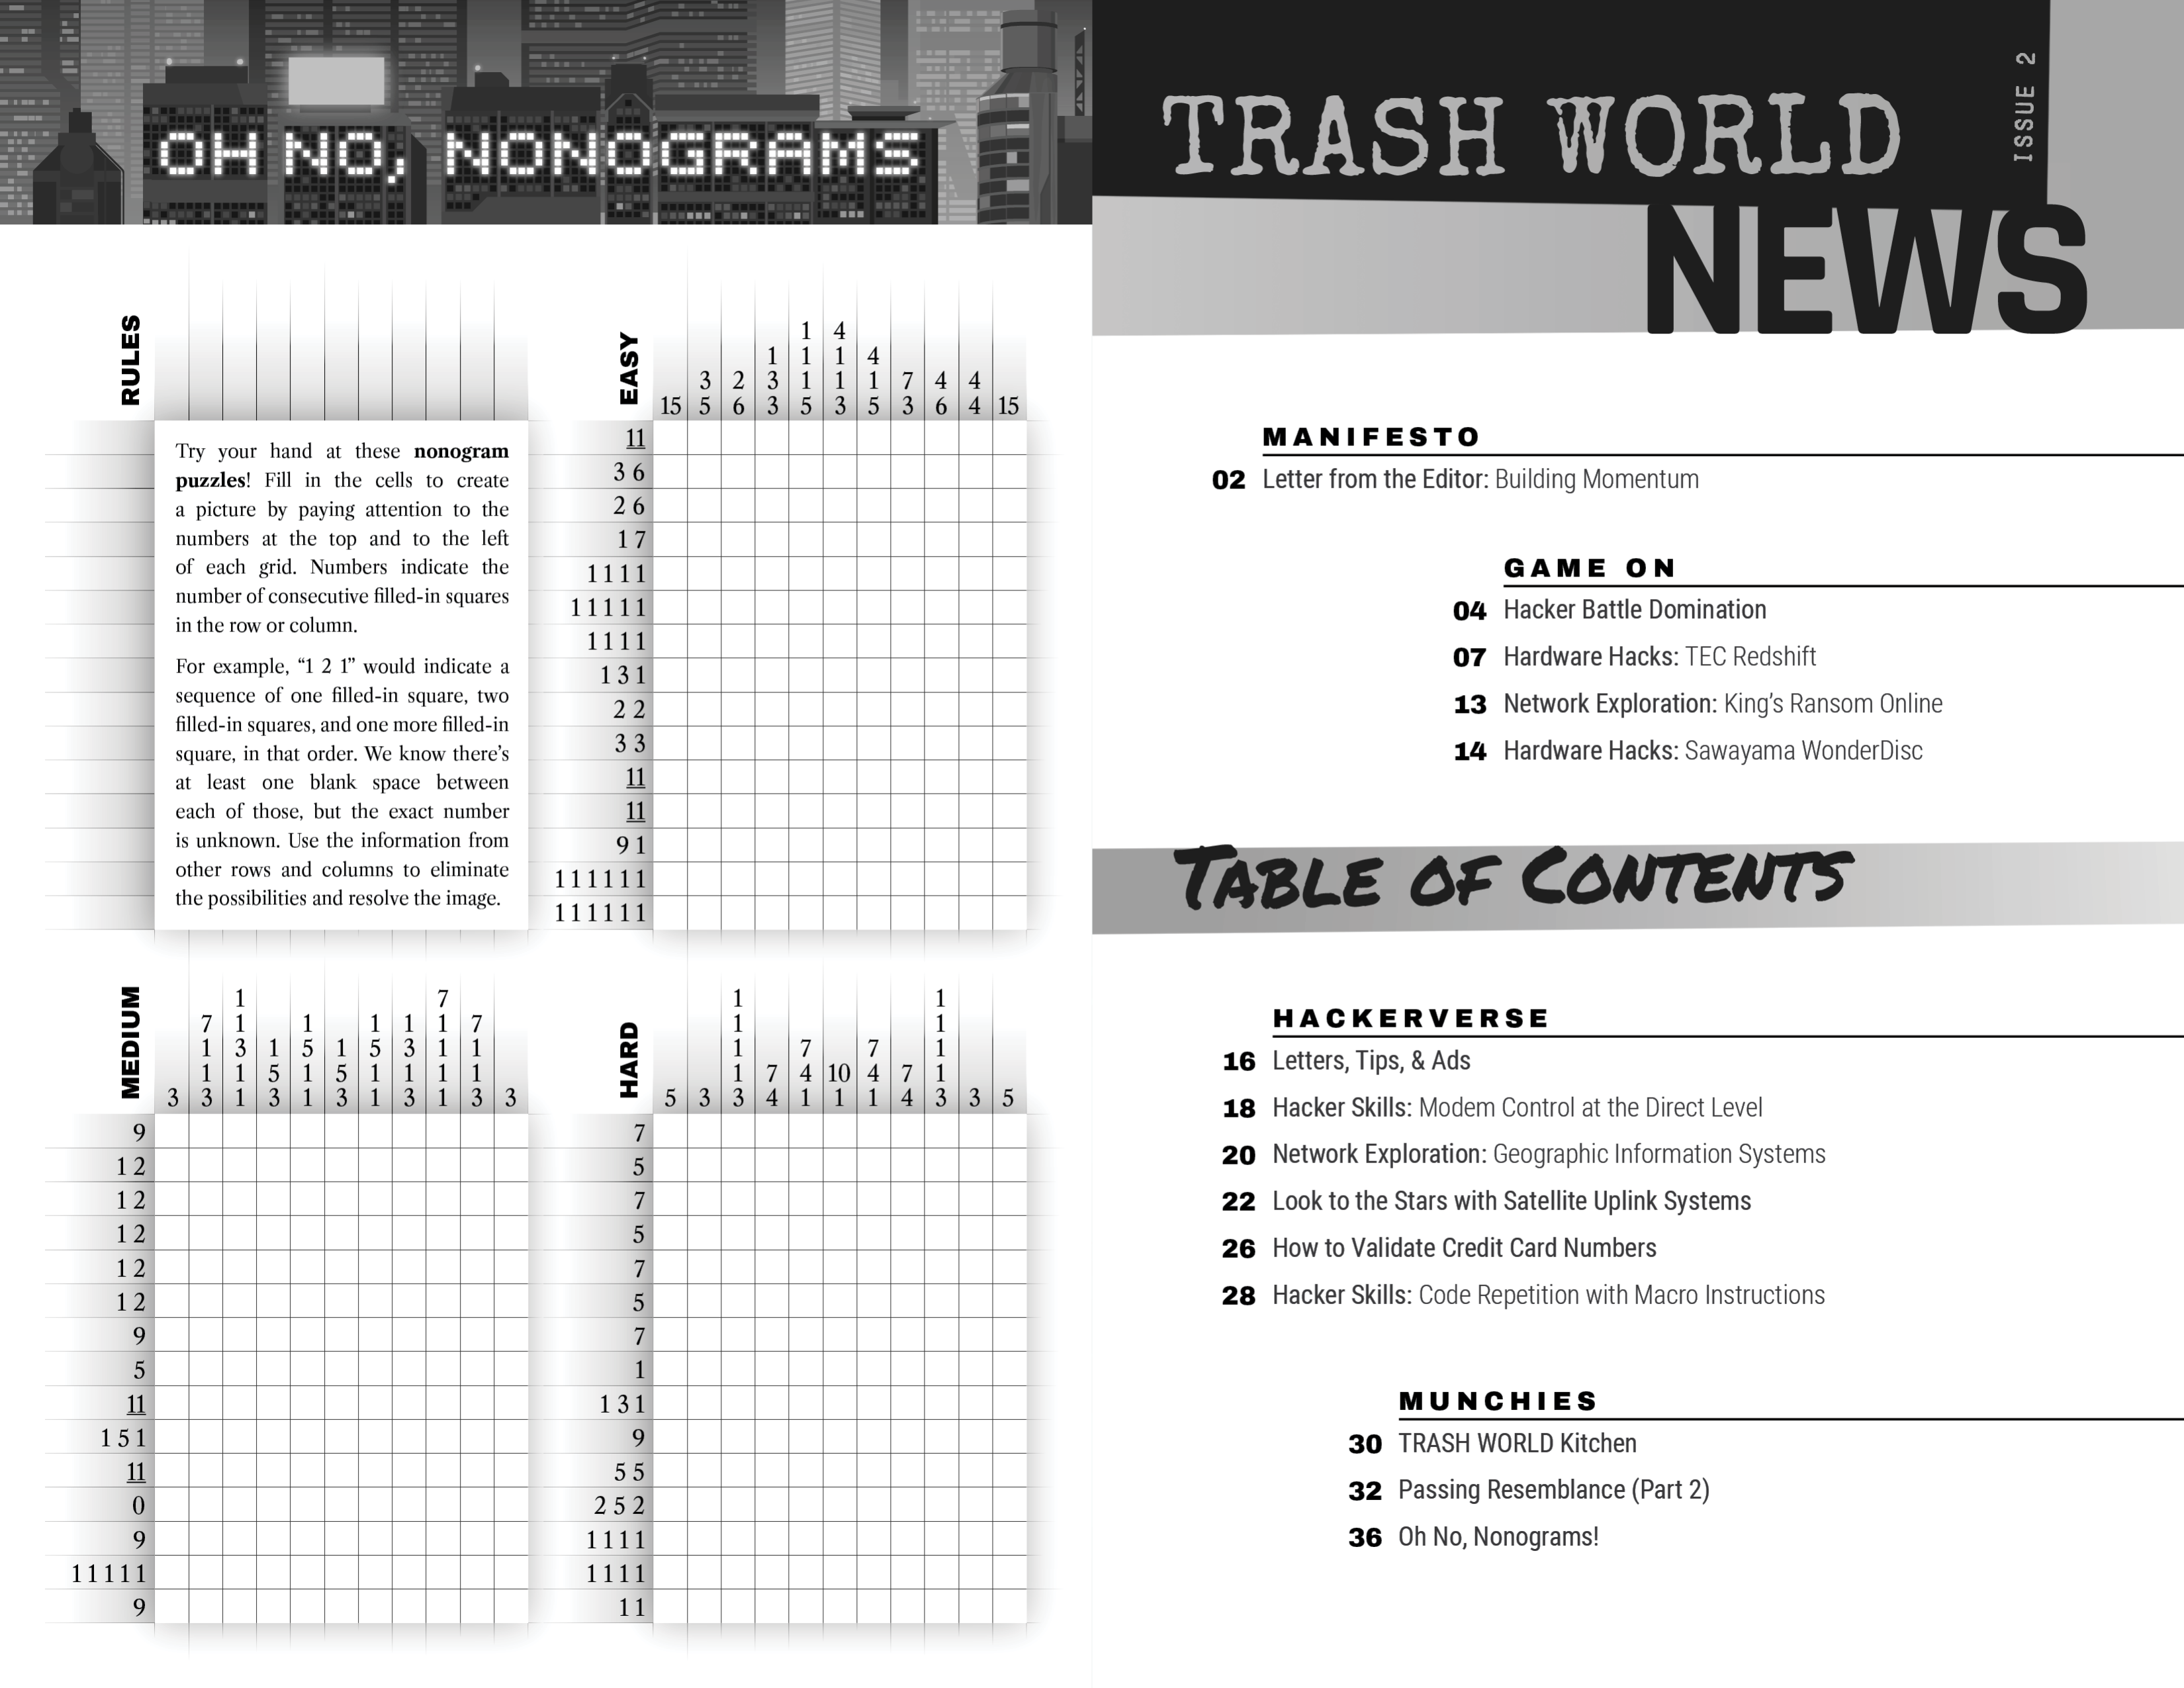 OH NO, NONOGRAMS
RULES
Try your hand at these nonogram
puzzles! Fill in the cells to create
a picture by paying attention to the
numbers at the top and to the left
of each grid. Numbers indicate the
number of consecutive filled-in squares
in the row or column.
For example, “1 2 1” would indicate a
sequence of one filled-in square, two
filled-in squares, and one more filled-in
square, in that order. We know there’s
at least one blank space between
each of those, but the exact number
is unknown. Use the information from
other rows and columns to eliminate
the possibilities and resolve the image.
EASY
1 4
1 1 1 4
3 2 3 1 1 1 7 4 4
15 5 6 3 5 3 5 3 6 4 15
11
3 6
2 6
1 7
1 1 1 1
1 1 1 1 1
1 1 1 1
1 3 1
2 2
3 3
11
11
9 1
1 1 1 1 1 1
1 1 1 1 1 1
MEDIUM
1 7
7 1 1 1 1 1 7
1 3 1 5 1 5 3 1 1
1 1 5 1 5 1 1 1 1
3 3 1 3 1 3 1 3 1 3 3
9
1 2
1 2
1 2
1 2
1 2
9
5
11
1 5 1
11
0
9
1 1 1 1 1
9
HARD
1 1
1 1
1 7 7 1
1 7 4 10 4 7 1
5 3 3 4 1 1 1 4 3 3 5
7
5
7
5
7
5
7
1
1 3 1
9
5 5
2 5 2
1 1 1 1
1 1 1 1
1 1
TRASH WORLD
NEWS
ISSUE 2
MANIFESTO
02 Letter from the Editor: Building Momentum
GAME ON
04 Hacker Battle Domination
07 Hardware Hacks: TEC Redshift
13 Network Exploration: King’s Ransom Online
14 Hardware Hacks: Sawayama WonderDisc
TABLE OF CONTENTS
HACKERVERSE
16 Letters, Tips, & Ads
18 Hacker Skills: Modem Control at the Direct Level
20 Network Exploration: Geographic Information Systems
22 Look to the Stars with Satellite Uplink Systems
26 How to Validate Credit Card Numbers
28 Hacker Skills: Code Repetition with Macro Instructions
MUNCHIES
30 TRASH WORLD Kitchen
32 Passing Resemblance (Part 2)
36 Oh No, Nonograms!